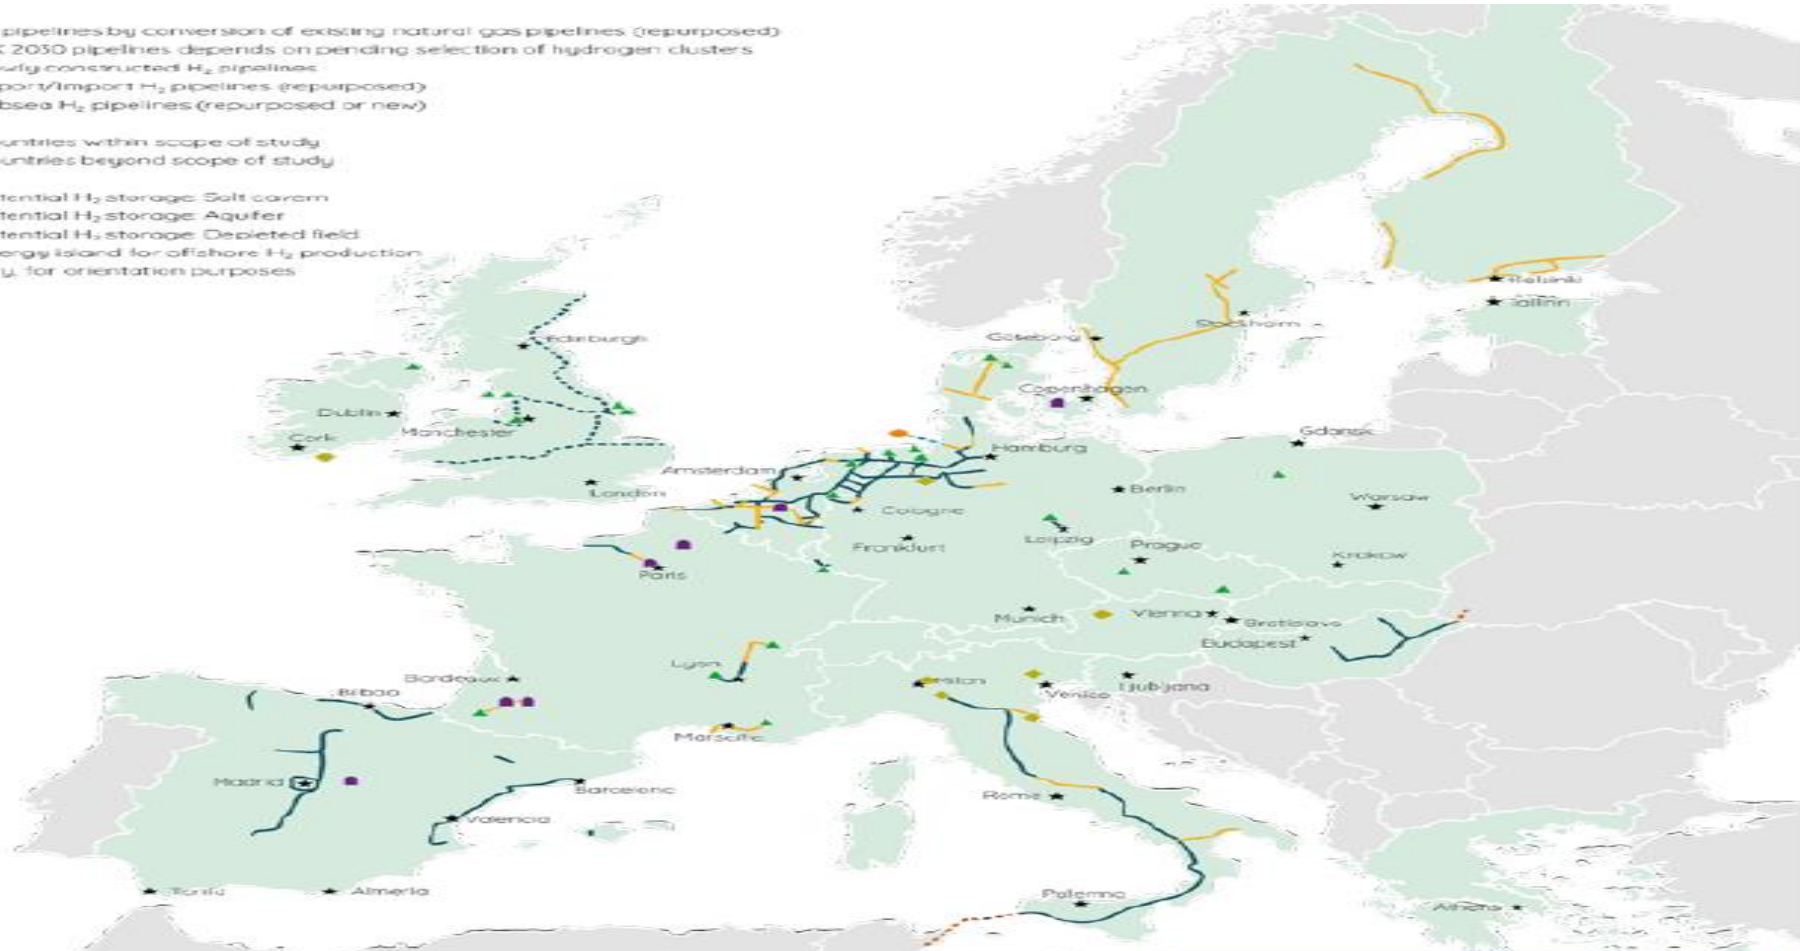 pipelines by conversion of existing natural gas pipelines (repurposed)
K 2030 pipelines depends on pending selection of hydrogen clusters
wly constructed H₂ pipelines
port/Import H₂ pipelines (repurposed)
bsea H₂ pipelines (repurposed or new)
untries within scope of study
untries beyond scope of study
tential H₂ storage: Salt cavern
tential H₂ storage: Aquifer
tential H₂ storage: Depleted field
ergy island for offshore H₂ production
y, for orientation purposes
Helsinki
Tallinn
Stockholm
Göteborg
Edinburgh
Copenhagen
Dublin
Manchester
Cork
Gdansk
Hamburg
Amsterdam
London
Berlin
Warsaw
Cologne
Leipzig
Frankfurt
Prague
Krakow
Paris
Munich
Vienna
Bratislava
Budapest
Lyon
Bordeaux
Milan
Venice
Ljubljana
Bilbao
Marseille
Madrid
Barcelona
Rome
Valencia
Tarifa
Almeria
Palermo
Athens